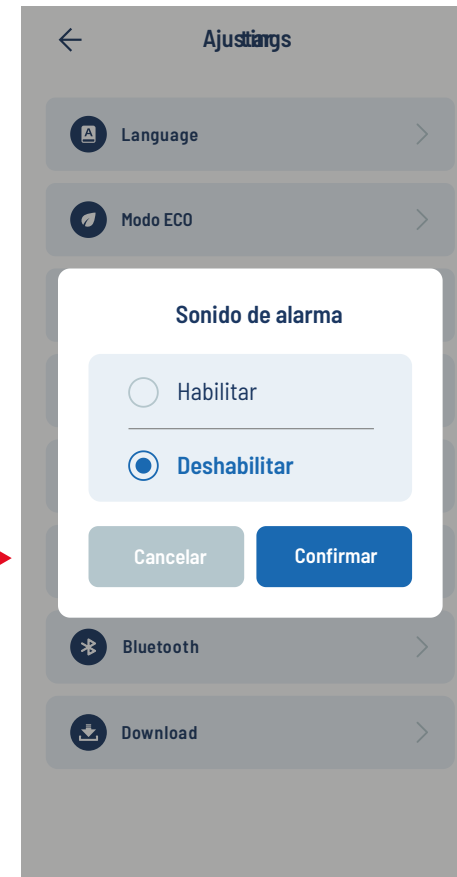 Language
Modo ECO
Sonido de alarma
Habilitar
Deshabilitar
Cancelar
Confirmar
Bluetooth
Download